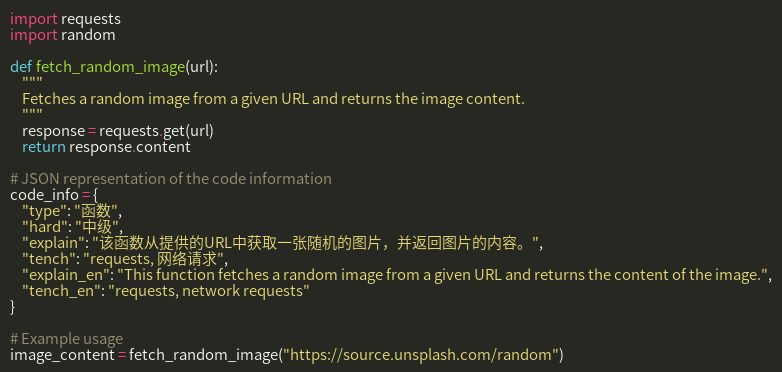 import requests
import random
def fetch_random_image(url):
"""
Fetches a random image from a given URL and returns the image content.
"""
response = requests.get(url)
return response.content
# JSON representation of the code information
code_info = {
"type": "函数",
"hard": "中级",
"explain": "该函数从提供的URL中获取一张随机的图片，并返回图片的内容。",
"tench": "requests, 网络请求",
"explain_en": "This function fetches a random image from a given URL and returns the content of the image.",
"tench_en": "requests, network requests"
}
# Example usage
image_content = fetch_random_image("https://source.unsplash.com/random")